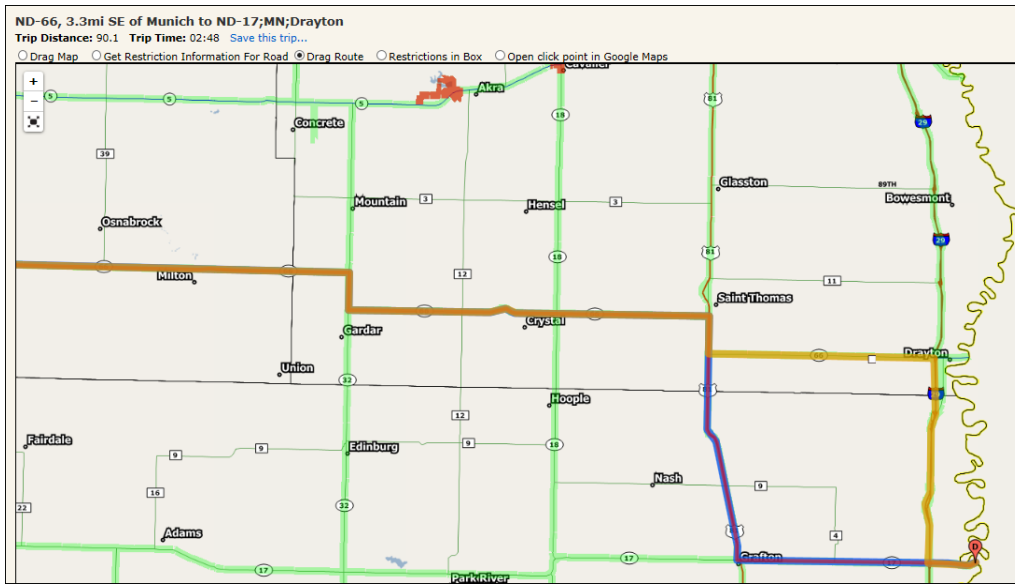 ND-66, 3.3mi SE of Munich to ND-17;MN;Drayton
Trip Distance: 90.1 Trip Time: 02:48 Save this trip...
Drag Map Get Restriction Information For Road Drag Route Restrictions in Box Open click point in Google Maps
+
−
Cavalier
Akra
5
5
5
81
18
29
Concrete
39
Glasston
89TH
Mountain
3
Hensel
3
Bowesmont
Osnabrock
29
81
18
Milton
12
11
Saint Thomas
Crystal
Gardar
66
Drayton
Union
32
Hoople
12
Fairdale
9
9
Edinburg
9
18
Nash
9
16
22
32
4
Adams
D
17
17
Grafton
17
Park River